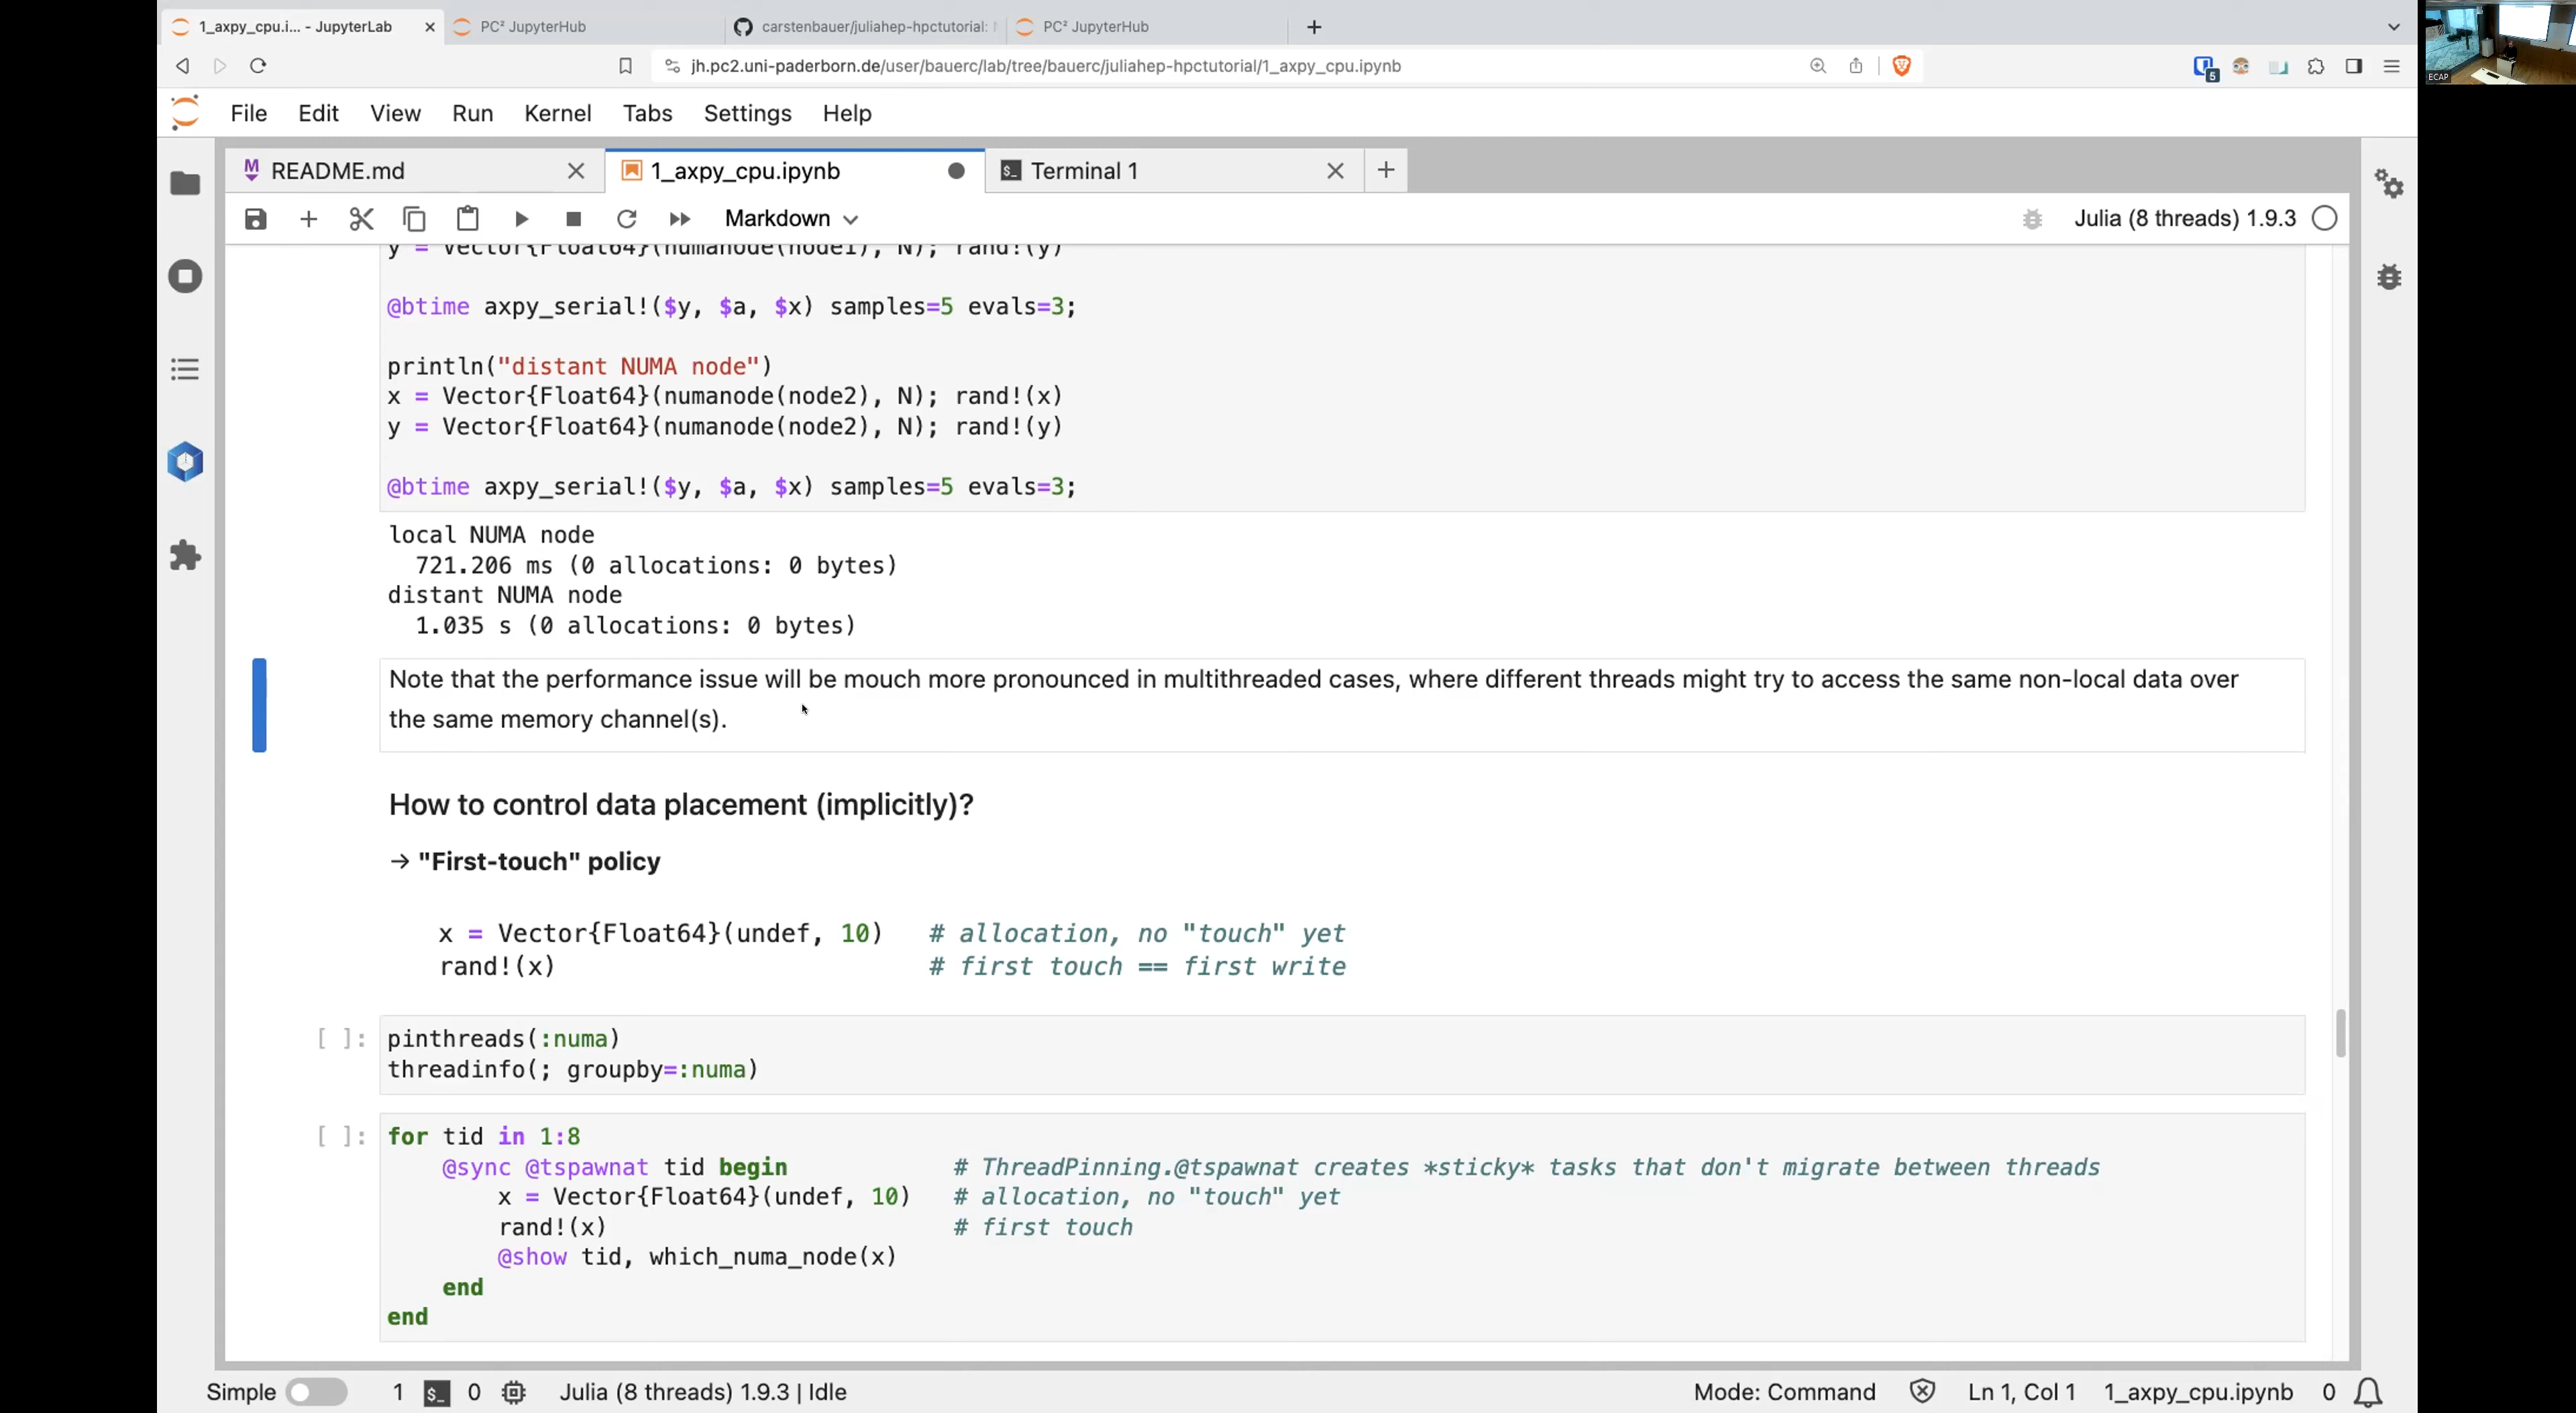 1_axpy_cpu.i... - JupyterLab
PC² JupyterHub
carstenbauer/juliahep-hpctutorial:
PC² JupyterHub
jh.pc2.uni-paderborn.de/user/bauerc/lab/tree/bauerc/juliahep-hpctutorial/1_axpy_cpu.ipynb
5
ECAP
File Edit View Run Kernel Tabs Settings Help
README.md
1_axpy_cpu.ipynb
Terminal 1
Markdown
Julia (8 threads) 1.9.3
y = Vector{Float64}(numanode(node1), N); rand!(y)
@btime axpy_serial!($y, $a, $x) samples=5 evals=3;
println("distant NUMA node")
x = Vector{Float64}(numanode(node2), N); rand!(x)
y = Vector{Float64}(numanode(node2), N); rand!(y)
@btime axpy_serial!($y, $a, $x) samples=5 evals=3;
local NUMA node
721.206 ms (0 allocations: 0 bytes)
distant NUMA node
1.035 s (0 allocations: 0 bytes)
Note that the performance issue will be mouch more pronounced in multithreaded cases, where different threads might try to access the same non-local data over
the same memory channel(s).
How to control data placement (implicitly)?
→ "First-touch" policy
x = Vector{Float64}(undef, 10) # allocation, no "touch" yet
rand!(x) # first touch == first write
[ ]: pinthreads(:numa)
threadinfo(; groupby=:numa)
[ ]: for tid in 1:8
@sync @tspawnat tid begin # ThreadPinning.@tspawnat creates *sticky* tasks that don't migrate between threads
x = Vector{Float64}(undef, 10) # allocation, no "touch" yet
rand!(x) # first touch
@show tid, which_numa_node(x)
end
end
Simple 1 $_ 0 Julia (8 threads) 1.9.3 | Idle Mode: Command Ln 1, Col 1 1_axpy_cpu.ipynb 0